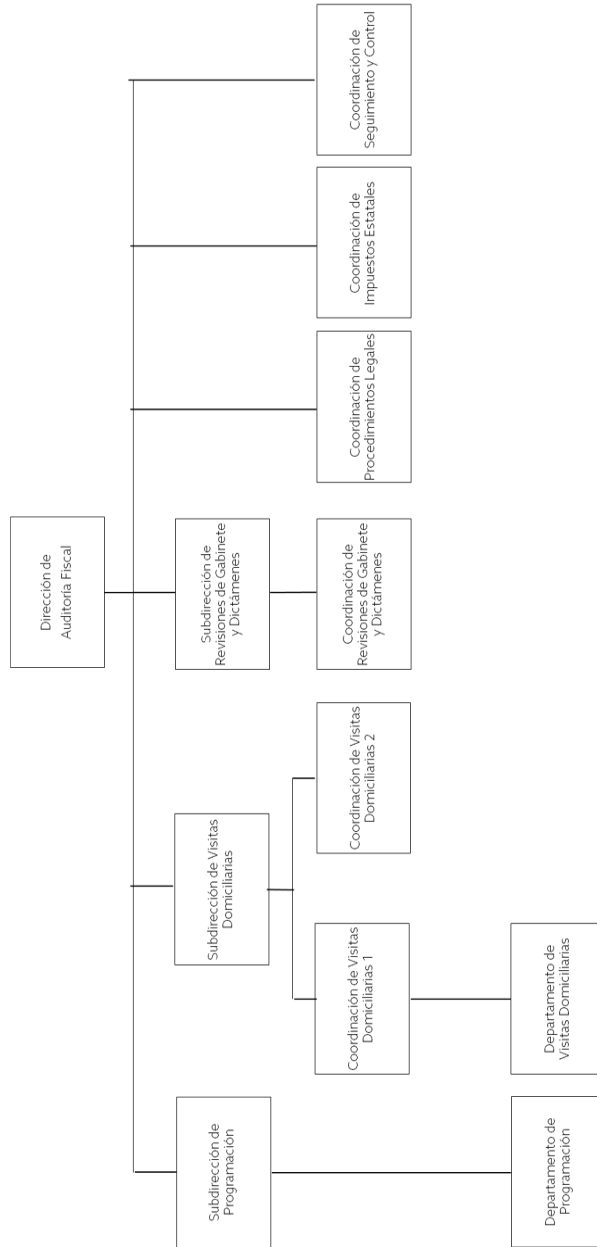 Dirección de
Auditoría Fiscal
Subdirección de
Programación
Subdirección de Visitas
Domiciliarias
Subdirección de
Revisiones de Gabinete
y Dictámenes
Coordinación de Visitas
Domiciliarias 1
Coordinación de Visitas
Domiciliarias 2
Coordinación de
Revisiones de Gabinete
y Dictámenes
Coordinación de
Procedimientos Legales
Coordinación de
Impuestos Estatales
Coordinación de
Seguimiento y Control
Departamento de
Programación
Departamento de
Visitas Domiciliarias